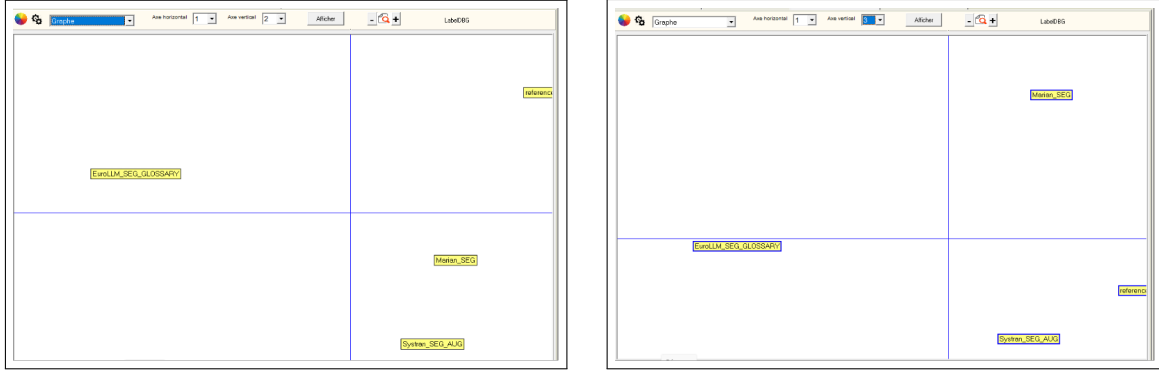 Graphe Axe horizontal 1 Axe vertical 2 Afficher - + LabelDBG
referenc
EuroLLM_SEG_GLOSSARY
Marian_SEG
Systran_SEG_AUG
Graphe Axe horizontal 1 Axe vertical 3 Afficher - + LabelDBG
Marian_SEG
EuroLLM_SEG_GLOSSARY
referenc
Systran_SEG_AUG